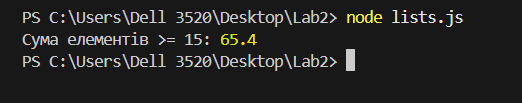 PS C:\Users\Dell 3520\Desktop\Lab2> node lists.js
Сума елементів >= 15: 65.4
PS C:\Users\Dell 3520\Desktop\Lab2>